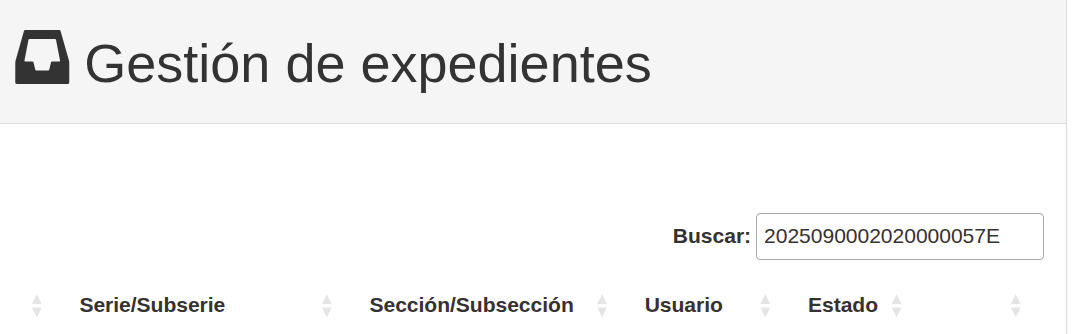 Gestión de expedientes
Buscar: 2025090002020000057E
Serie/Subserie Sección/Subsección Usuario Estado